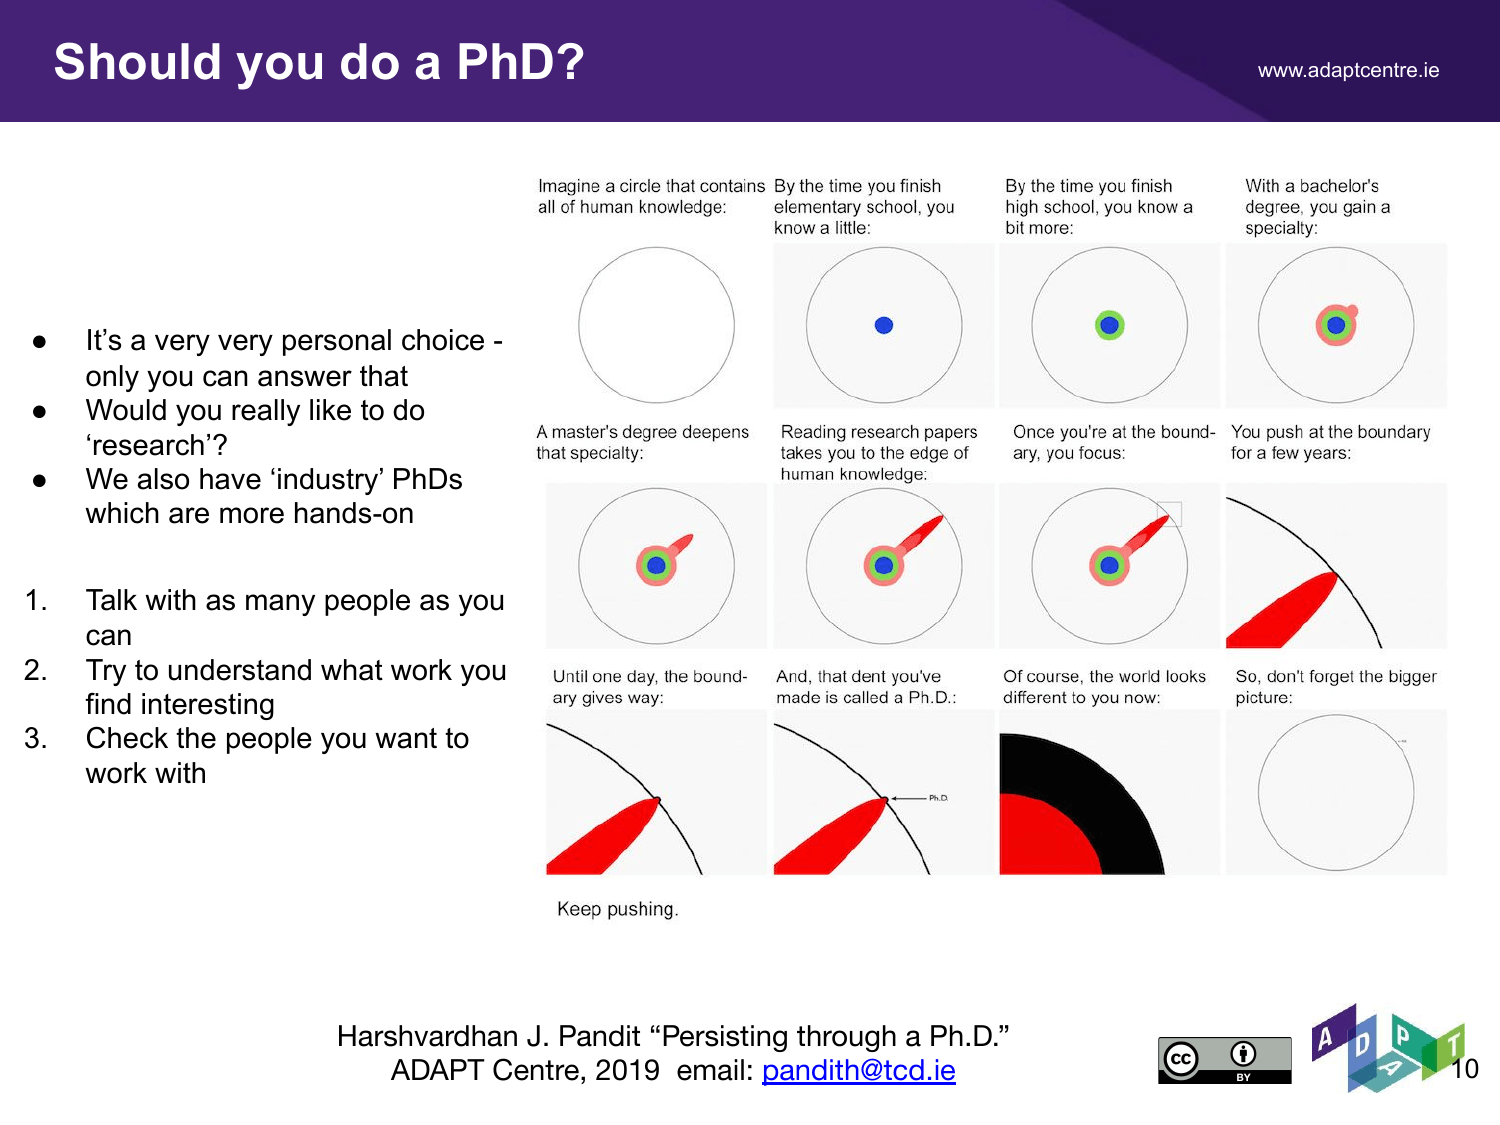 Should you do a PhD?
www.adaptcentre.ie
● It’s a very very personal choice -
only you can answer that
● Would you really like to do
‘research’?
● We also have ‘industry’ PhDs
which are more hands-on
1. Talk with as many people as you
can
2. Try to understand what work you
find interesting
3. Check the people you want to
work with
Imagine a circle that contains
all of human knowledge:
By the time you finish
elementary school, you
know a little:
By the time you finish
high school, you know a
bit more:
With a bachelor's
degree, you gain a
specialty:
A master's degree deepens
that specialty:
Reading research papers
takes you to the edge of
human knowledge:
Once you're at the bound-
ary, you focus:
You push at the boundary
for a few years:
Until one day, the bound-
ary gives way:
And, that dent you've
made is called a Ph.D.:
Ph.D.
Of course, the world looks
different to you now:
So, don't forget the bigger
picture:
Keep pushing.
Harshvardhan J. Pandit “Persisting through a Ph.D.”
ADAPT Centre, 2019 email: pandith@tcd.ie
cc
BY
ADAPT
10